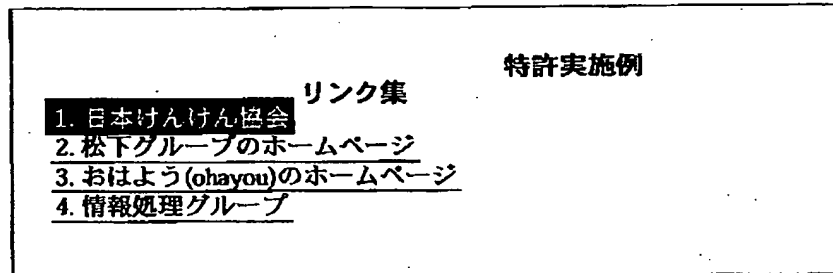 特許実施例
リンク集
1. 日本けんけん協会
2. 松下グループのホームページ
3. おはよう(ohayou)のホームページ
4. 情報処理グループ